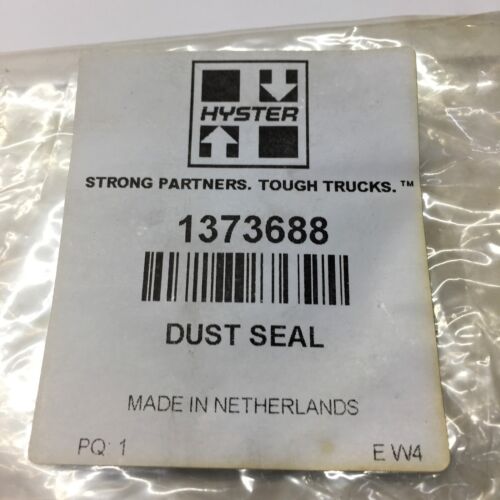 HYSTER
STRONG PARTNERS. TOUGH TRUCKS.™
1373688
DUST SEAL
MADE IN NETHERLANDS
PQ: 1 E W4